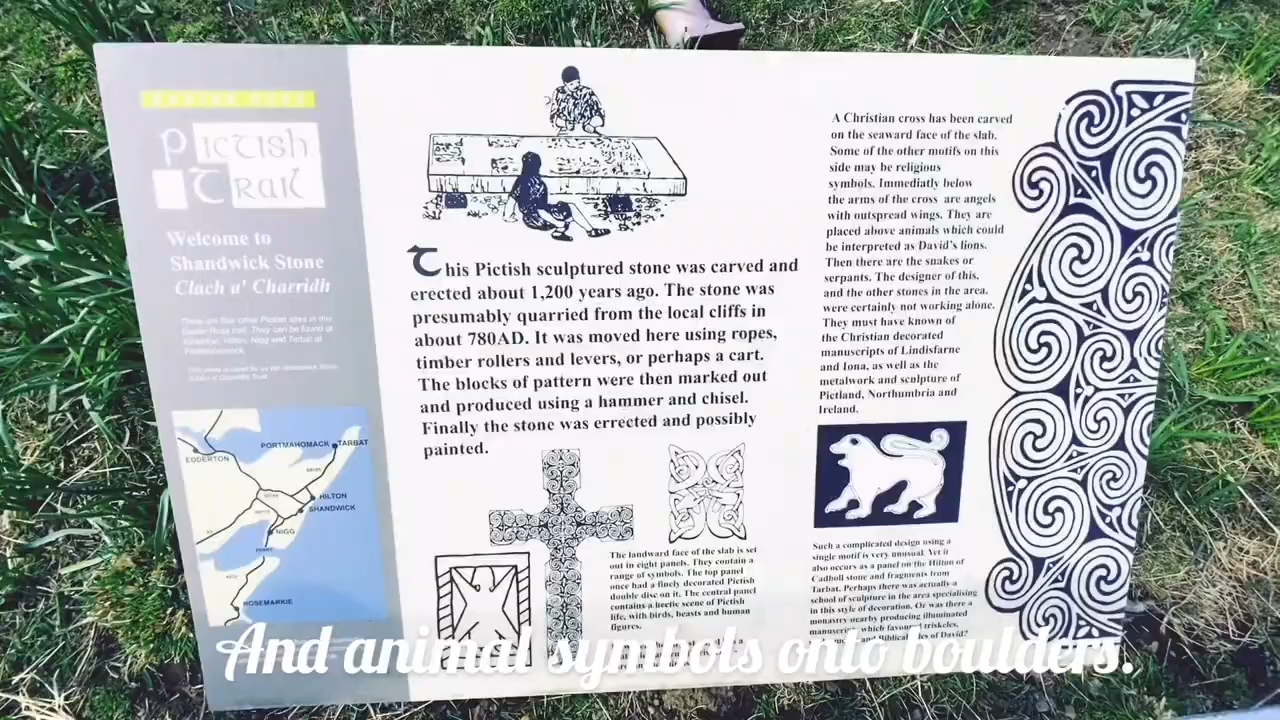 EASTER ROSS
Pictish
Trail
Welcome to
Shandwick Stone
Clach a' Charridh
PORTMAHOMACK
TARBAT
EDDERTON
HILTON
SHANDWICK
NIGG
FERRY
ROSEMARKIE
This Pictish sculptured stone was carved and
erected about 1,200 years ago. The stone was
presumably quarried from the local cliffs in
about 780AD. It was moved here using ropes,
timber rollers and levers, or perhaps a cart.
The blocks of pattern were then marked out
and produced using a hammer and chisel.
Finally the stone was errected and possibly
painted.
The landward face of the slab is set
out in eight panels. They contain a
range of symbols. The top panel
once had a finely decorated Pictish
double disc on it. The central panel
contains a hectic scene of Pictish
life, with birds, beasts and human
figures.
A Christian cross has been carved
on the seaward face of the slab.
Some of the other motifs on this
side may be religious
symbols. Immediatly below
the arms of the cross are angels
with outspread wings. They are
placed above animals which could
be interpreted as David's lions.
Then there are the snakes or
serpants. The designer of this,
and the other stones in the area,
were certainly not working alone.
They must have known of
the Christian decorated
manuscripts of Lindisfarne
and Iona, as well as the
metalwork and sculpture of
Pictland, Northumbria and
Ireland.
Such a complicated design using a
single motif is very unusual. Yet it
also occurs as a panel on the Hilton of
Cadboll stone and fragments from
Tarbat. Perhaps there was actually a
school of sculpture in the area specialising
in this style of decoration. Or was there a
monastry nearby producing illuminated
manuscripts which favoured triskeles,
and Biblical of David?
And animal symbols onto boulders.